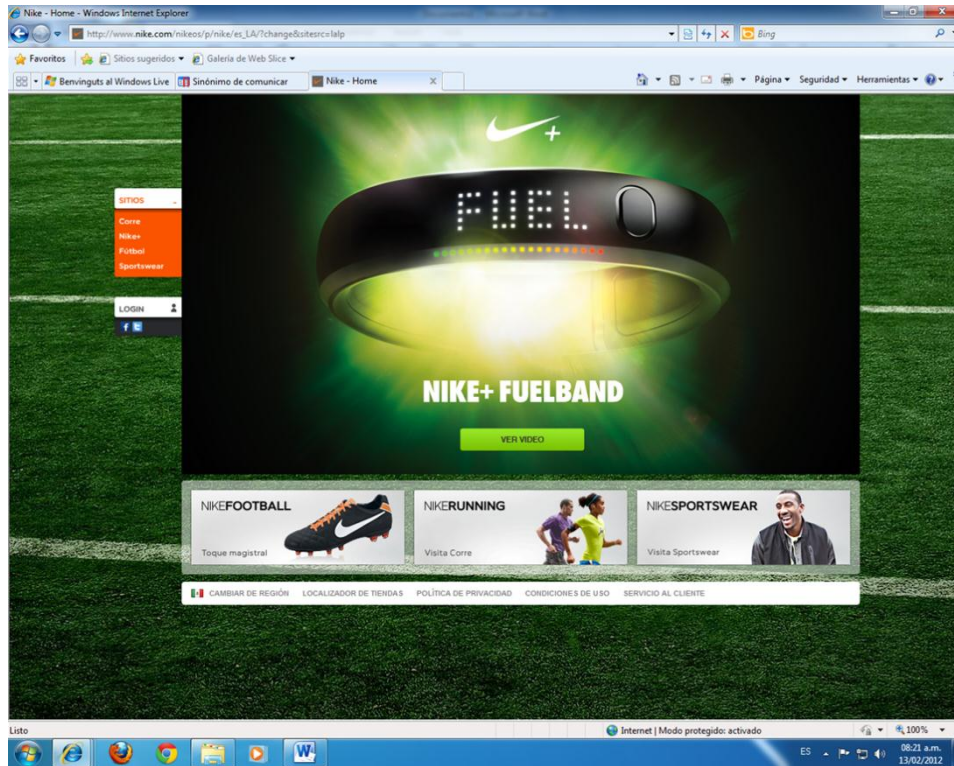 Nike - Home - Windows Internet Explorer
http://www.nike.com/nikeos/p/nike/es_LA/?change&sitesrc=lalp
Bing
Favoritos
Sitios sugeridos
Galería de Web Slice
Benvinguts al Windows Live
Sinónimo de comunicar
Nike - Home
X
Página
Seguridad
Herramientas
+
FUEL
SITIOS
Corre
Nike+
Fútbol
Sportswear
LOGIN
NIKE+ FUELBAND
VER VIDEO
NIKEFOOTBALL
Toque magistral
NIKERUNNING
Visita Corre
NIKESPORTSWEAR
Visita Sportswear
CAMBIAR DE REGIÓN
LOCALIZADOR DE TIENDAS
POLÍTICA DE PRIVACIDAD
CONDICIONES DE USO
SERVICIO AL CLIENTE
Listo
Internet | Modo protegido: activado
100%
ES
08:21 a.m.
13/02/2012